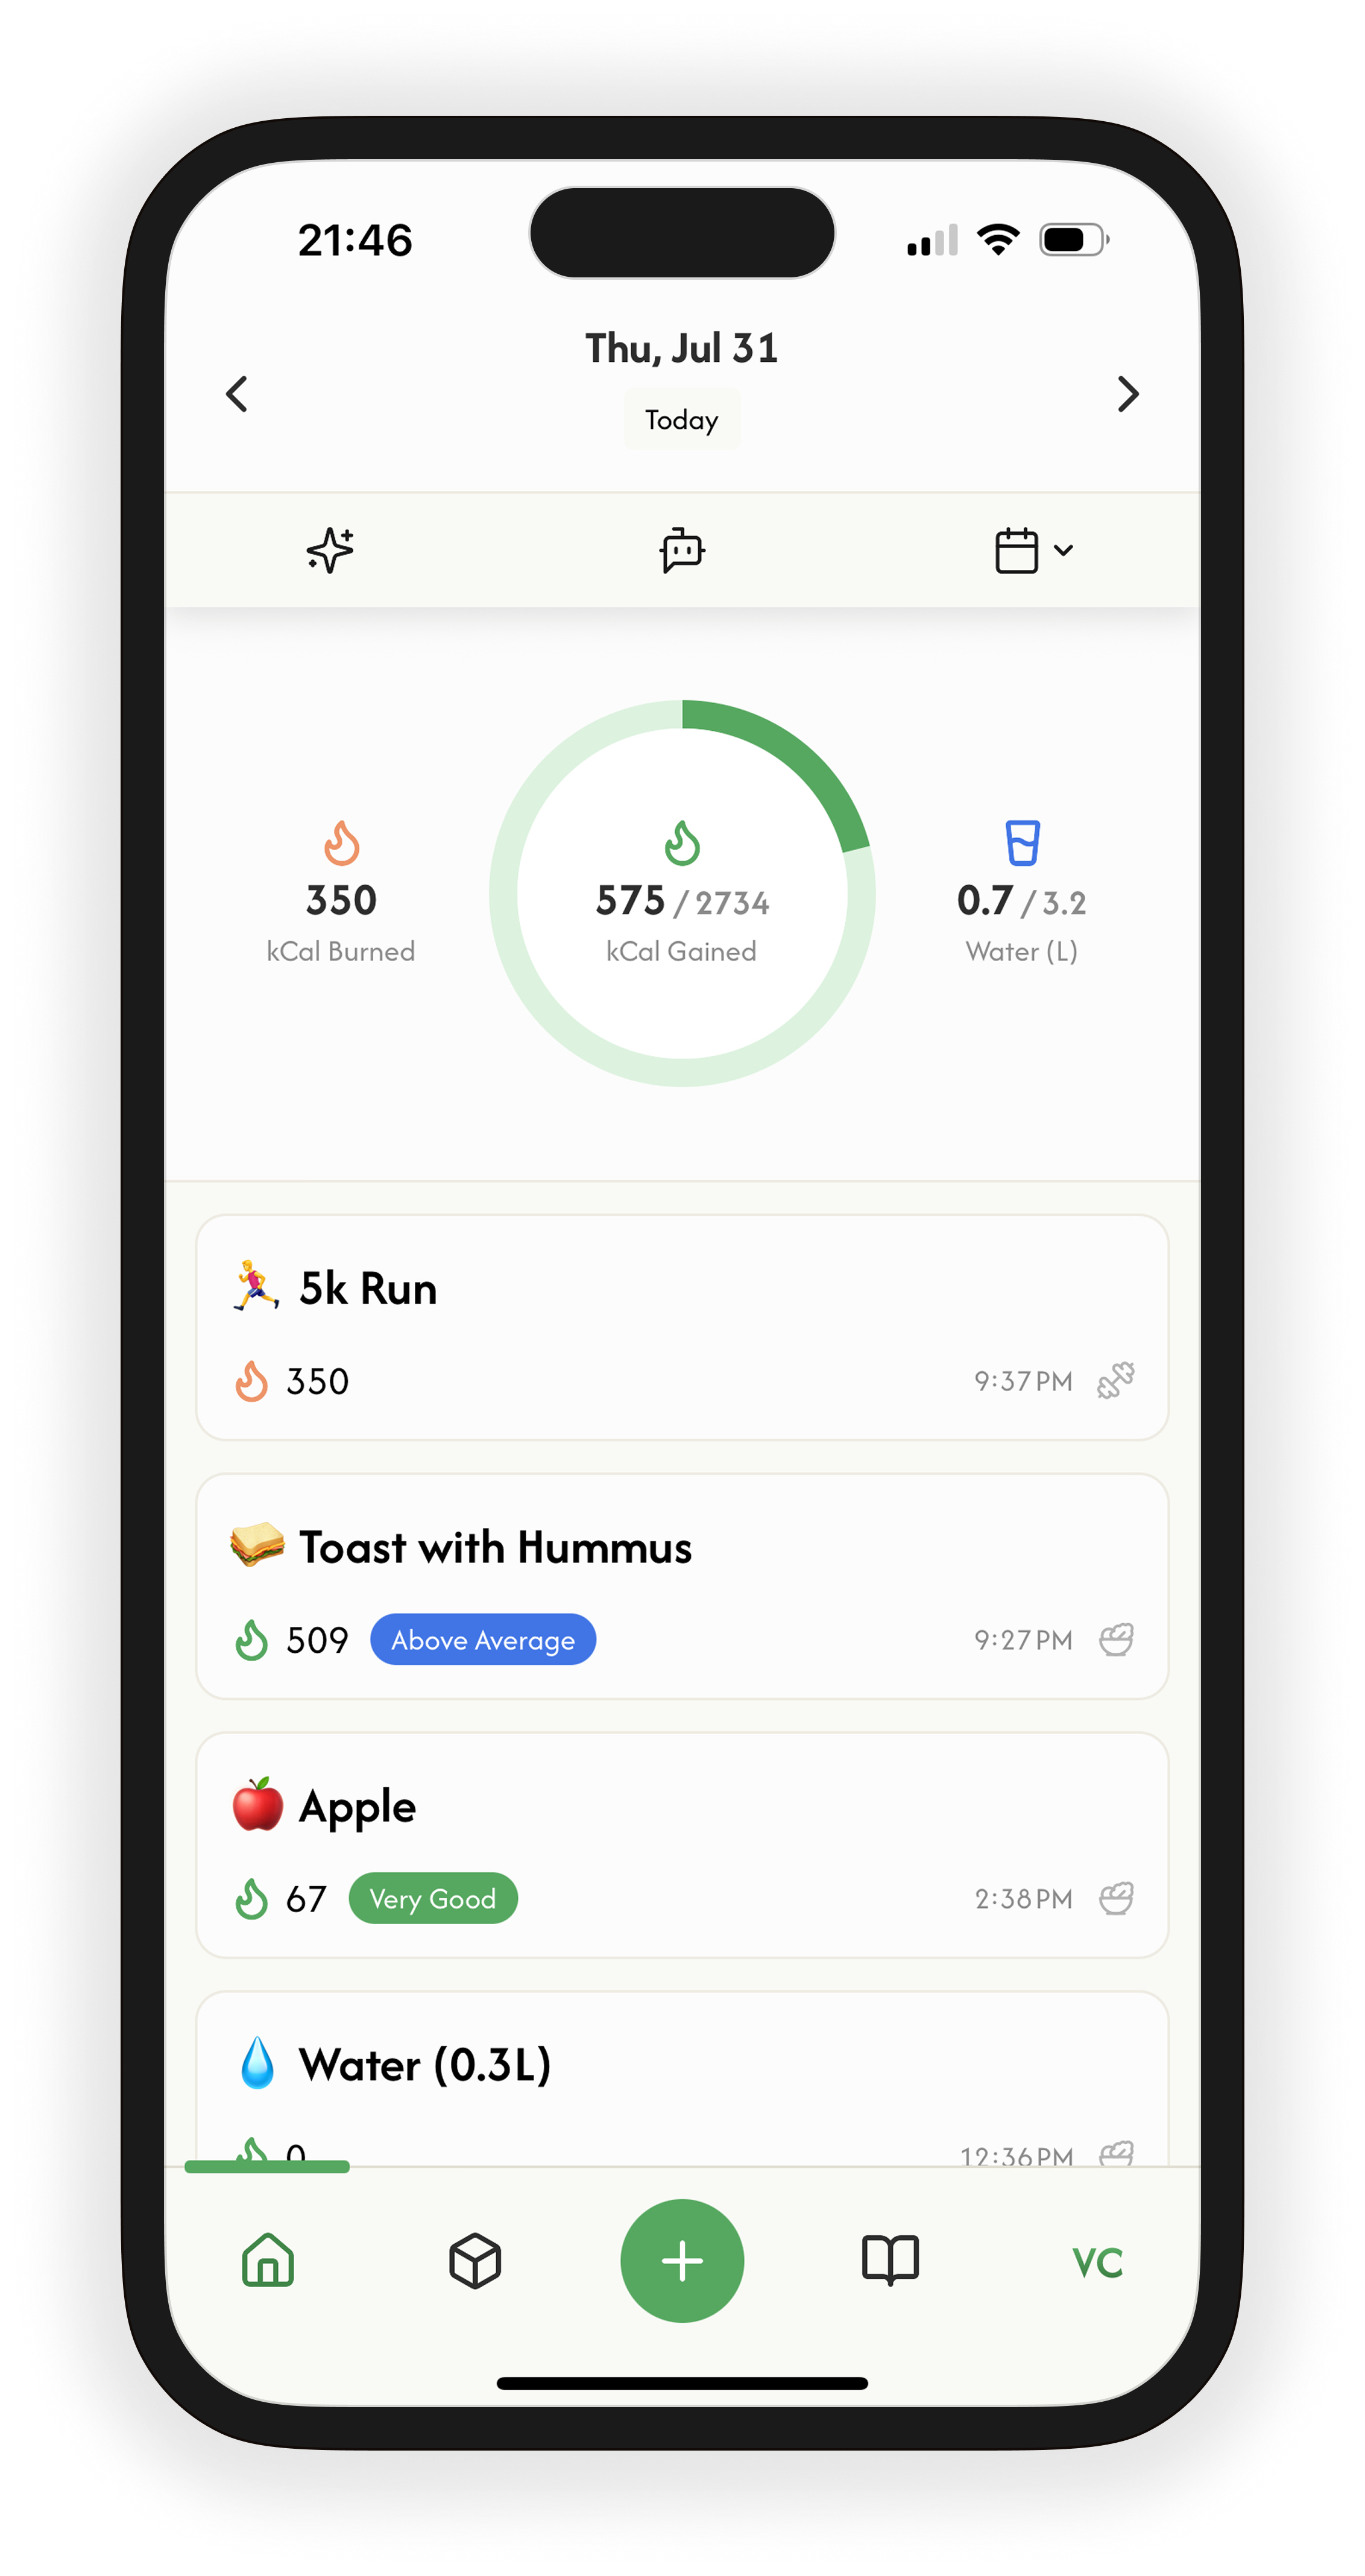 21:46
Thu, Jul 31
Today
350
kCal Burned
575 / 2734
kCal Gained
0.7 / 3.2
Water (L)
5k Run
350
9:37 PM
Toast with Hummus
509
Above Average
9:27 PM
Apple
67
Very Good
2:38 PM
Water (0.3L)
0
12:36 PM
VC